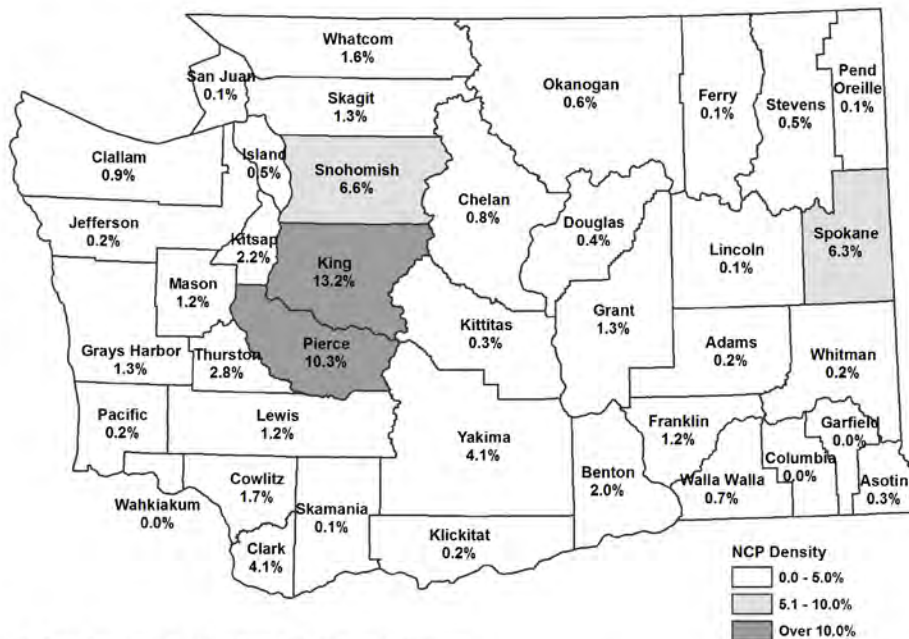 Whatcom
1.6%
San Juan
0.1%
Skagit
1.3%
Okanogan
0.6%
Ferry
0.1%
Stevens
0.5%
Pend
Oreille
0.1%
Clallam
0.9%
Island
0.5%
Snohomish
6.6%
Chelan
0.8%
Douglas
0.4%
Spokane
6.3%
Jefferson
0.2%
Kitsap
2.2%
King
13.2%
Lincoln
0.1%
Mason
1.2%
Grant
1.3%
Kittitas
0.3%
Pierce
10.3%
Adams
0.2%
Whitman
0.2%
Grays Harbor
1.3%
Thurston
2.8%
Pacific
0.2%
Lewis
1.2%
Yakima
4.1%
Franklin
1.2%
Garfield
0.0%
Benton
2.0%
Walla Walla
0.7%
Columbia
0.0%
Asotin
0.3%
Wahkiakum
0.0%
Cowlitz
1.7%
Skamania
0.1%
Klickitat
0.2%
Clark
4.1%
NCP Density
0.0 - 5.0%
5.1 - 10.0%
Over 10.0%